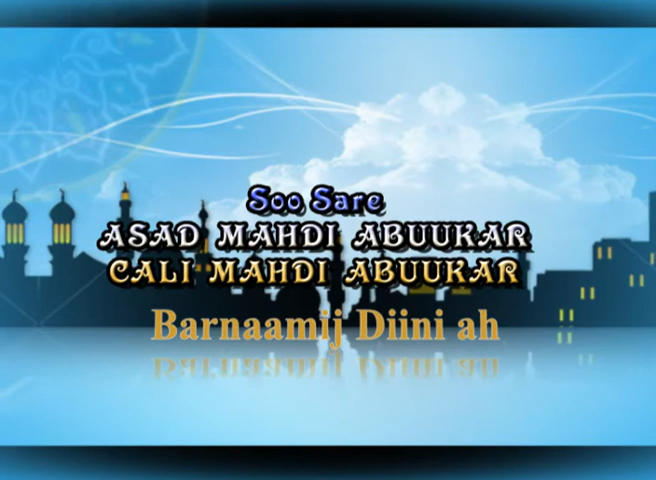 Soo Sare
ASAD MAHDI ABUUKAR
CALI MAHDI ABUUKAR
Barnaamij Diini ah